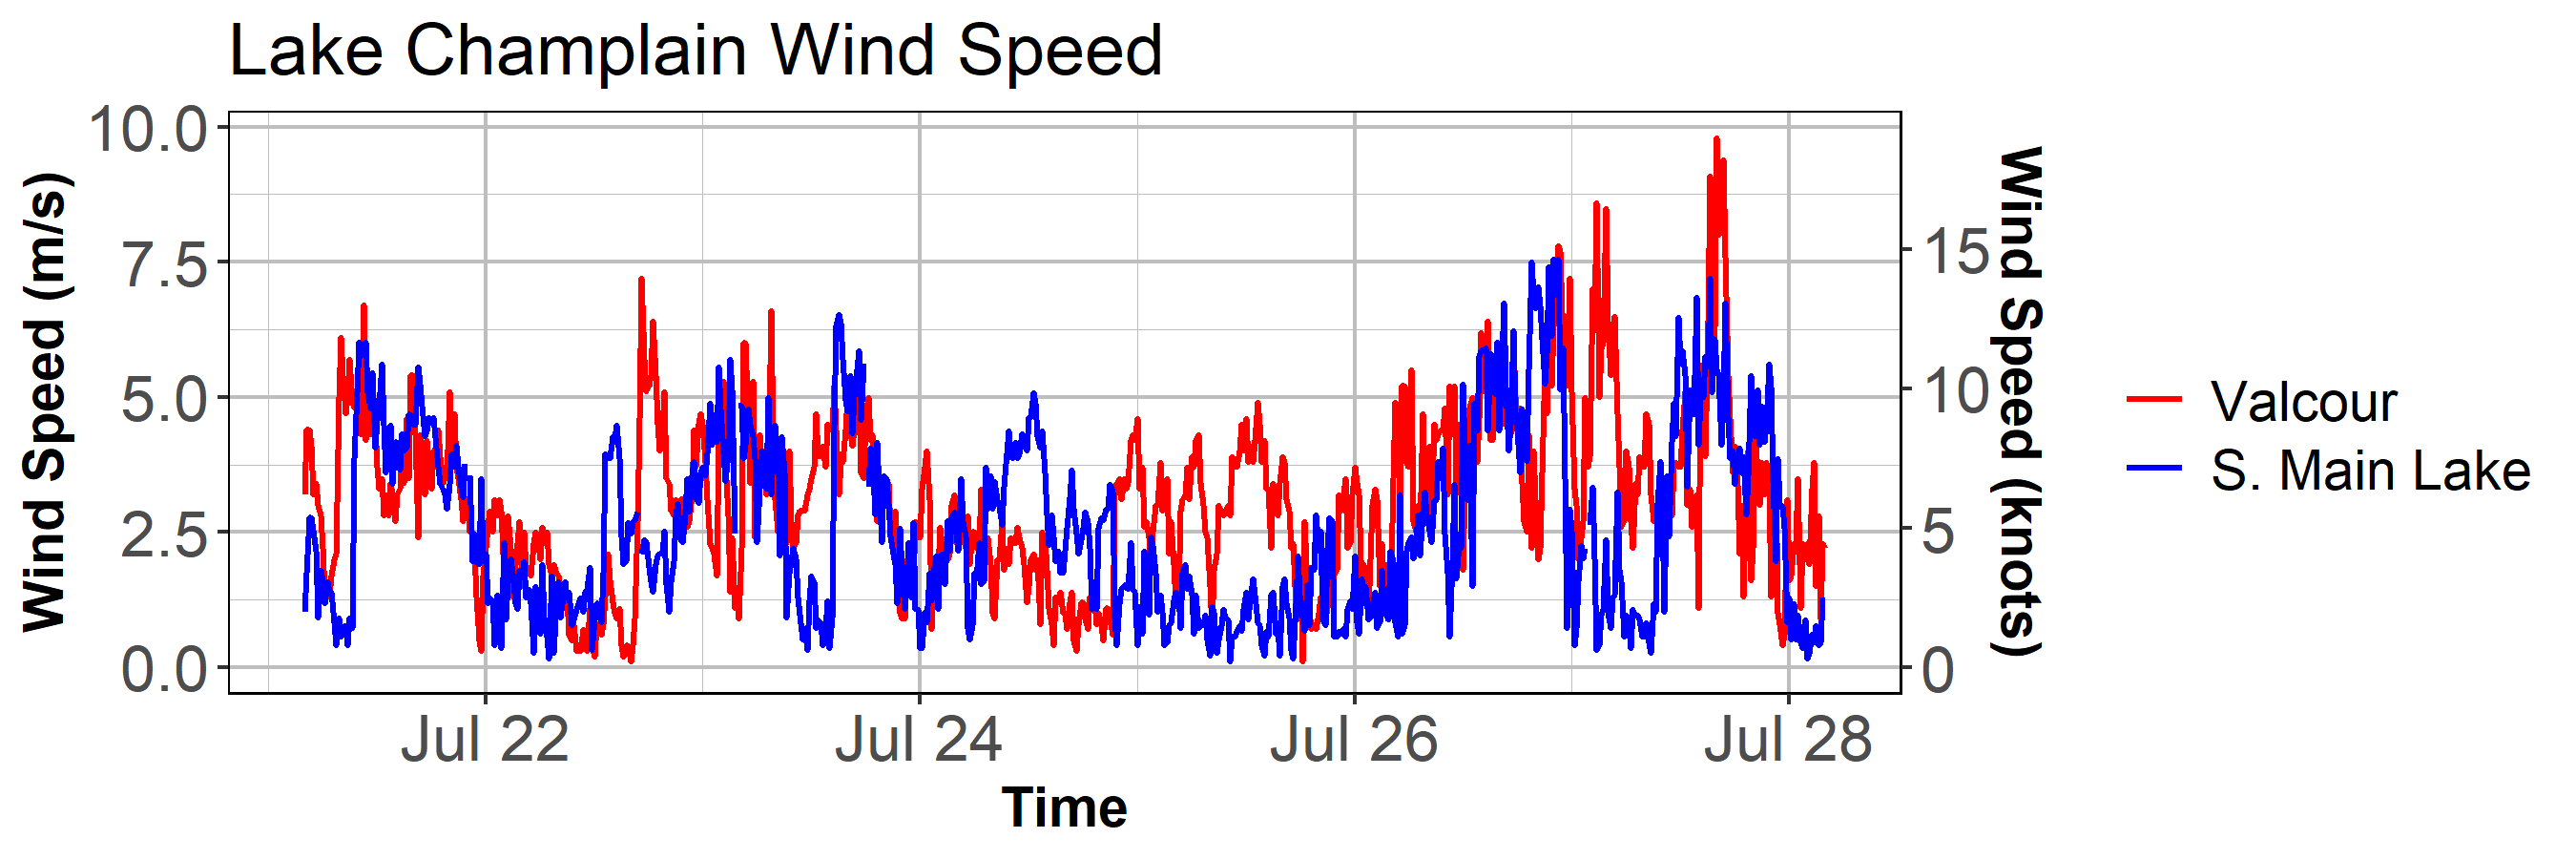 Lake Champlain Wind Speed
Wind Speed (m/s)
10.0
7.5
5.0
2.5
0.0
Jul 22
Jul 24
Jul 26
Jul 28
Time
15
10
5
0
Wind Speed (knots)
Valcour
S. Main Lake